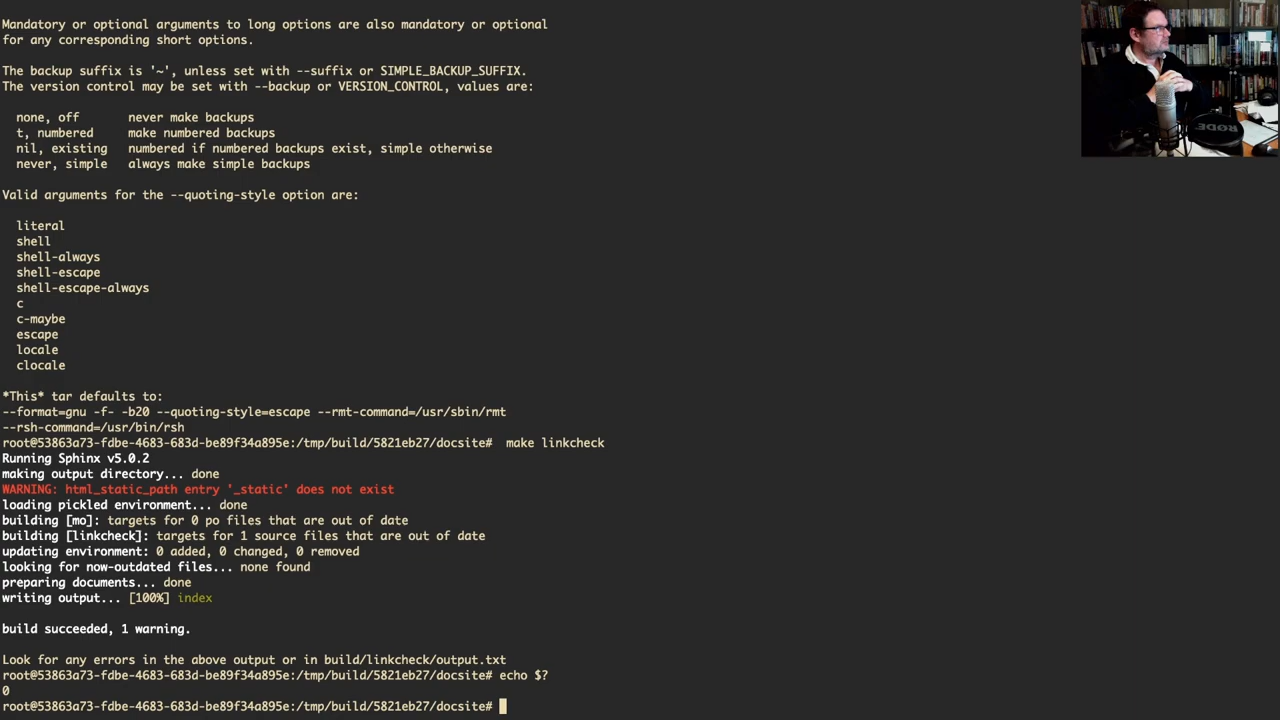 Mandatory or optional arguments to long options are also mandatory or optional
for any corresponding short options.
The backup suffix is '~', unless set with --suffix or SIMPLE_BACKUP_SUFFIX.
The version control may be set with --backup or VERSION_CONTROL, values are:
none, off       never make backups
t, numbered     make numbered backups
nil, existing   numbered if numbered backups exist, simple otherwise
never, simple   always make simple backups
Valid arguments for the --quoting-style option are:
literal
shell
shell-always
shell-escape
shell-escape-always
c
c-maybe
escape
locale
clocale
*This* tar defaults to:
--format=gnu -f- -b20 --quoting-style=escape --rmt-command=/usr/sbin/rmt
--rsh-command=/usr/bin/rsh
root@53863a73-fdbe-4683-683d-be89f34a895e:/tmp/build/5821eb27/docsite#  make linkcheck
Running Sphinx v5.0.2
making output directory... done
WARNING: html_static_path entry '_static' does not exist
loading pickled environment... done
building [mo]: targets for 0 po files that are out of date
building [linkcheck]: targets for 1 source files that are out of date
updating environment: 0 added, 0 changed, 0 removed
looking for now-outdated files... none found
preparing documents... done
writing output... [100%] index
build succeeded, 1 warning.
Look for any errors in the above output or in build/linkcheck/output.txt
root@53863a73-fdbe-4683-683d-be89f34a895e:/tmp/build/5821eb27/docsite# echo $?
0
root@53863a73-fdbe-4683-683d-be89f34a895e:/tmp/build/5821eb27/docsite#
RØDE